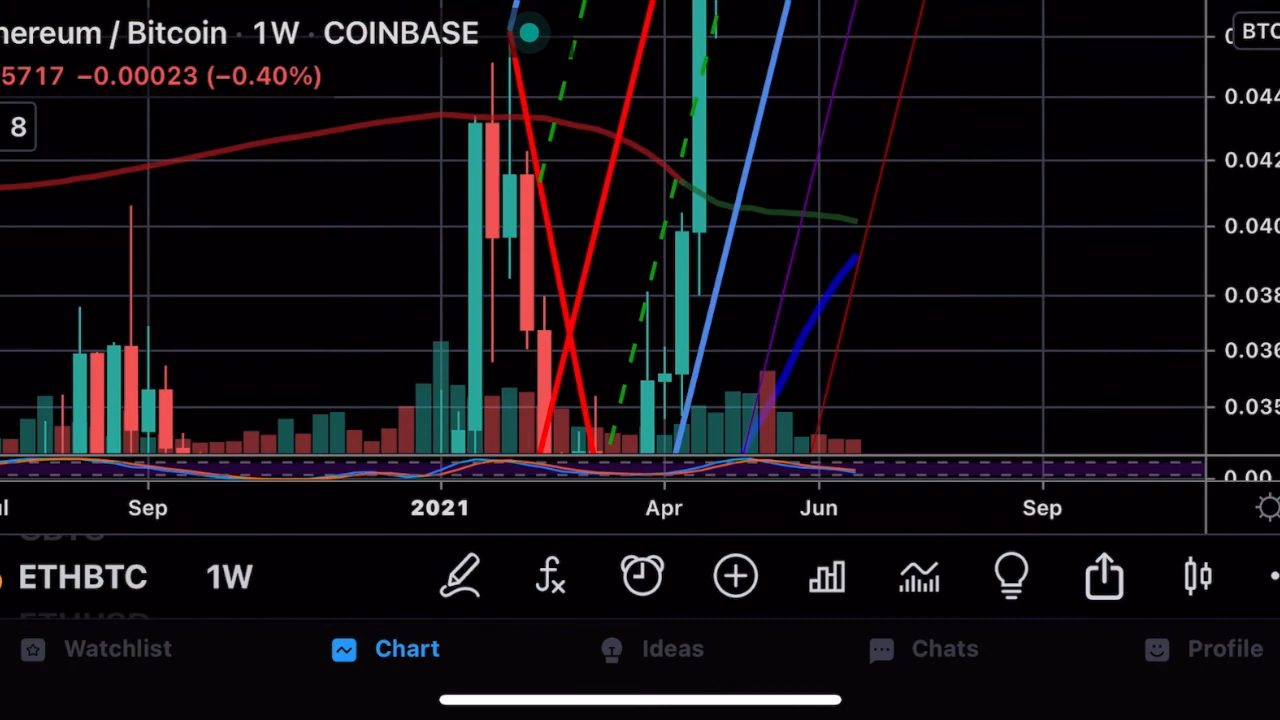 hereum / Bitcoin · 1W · COINBASE
BTC
5717 −0.00023 (−0.40%)
8
0.044
0.042
0.040
0.038
0.036
0.035
0.00
Sep
2021
Apr
Jun
Sep
ETHBTC
1W
Watchlist
Chart
Ideas
Chats
Profile